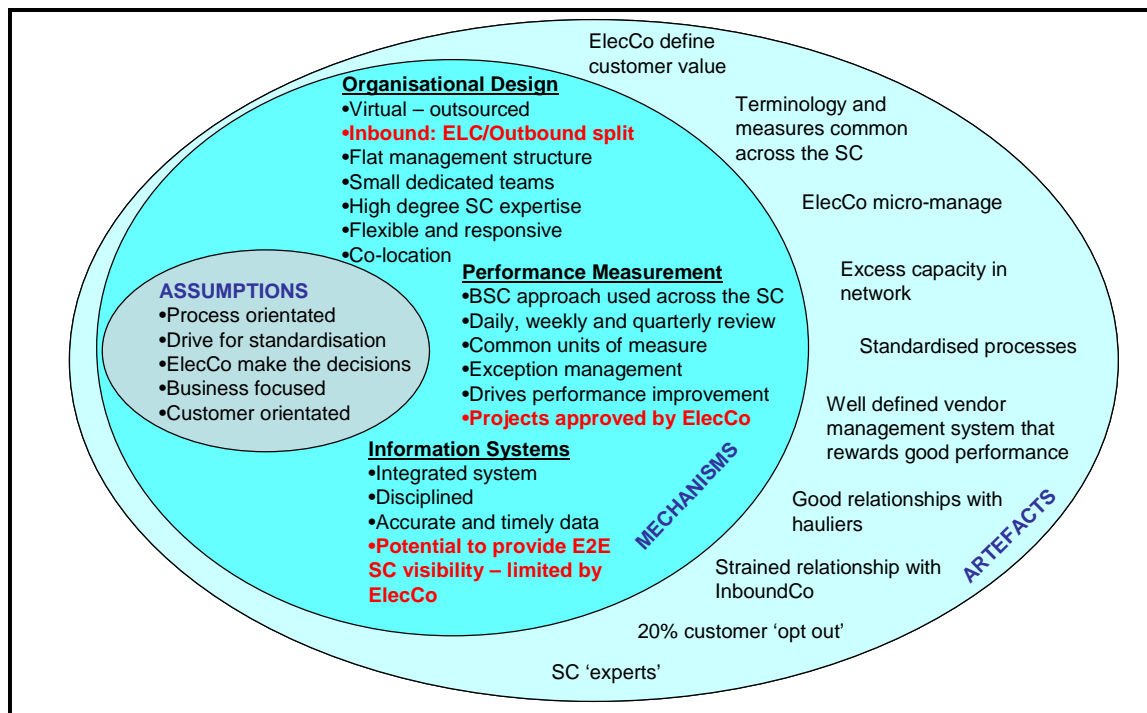 Organisational Design
•Virtual – outsourced
•Inbound: ELC/Outbound split
•Flat management structure
•Small dedicated teams
•High degree SC expertise
•Flexible and responsive
•Co-location
ASSUMPTIONS
•Process orientated
•Drive for standardisation
•ElecCo make the decisions
•Business focused
•Customer orientated
Performance Measurement
•BSC approach used across the SC
•Daily, weekly and quarterly review
•Common units of measure
•Exception management
•Drives performance improvement
•Projects approved by ElecCo
Information Systems
•Integrated system
•Disciplined
•Accurate and timely data
•Potential to provide E2E
SC visibility – limited by
ElecCo
MECHANISMS
ElecCo define
customer value
Terminology and
measures common
across the SC
ElecCo micro-manage
Excess capacity in
network
Standardised processes
Well defined vendor
management system that
rewards good performance
Good relationships with
hauliers
Strained relationship with
InboundCo
20% customer 'opt out'
SC 'experts'
ARTEFACTS